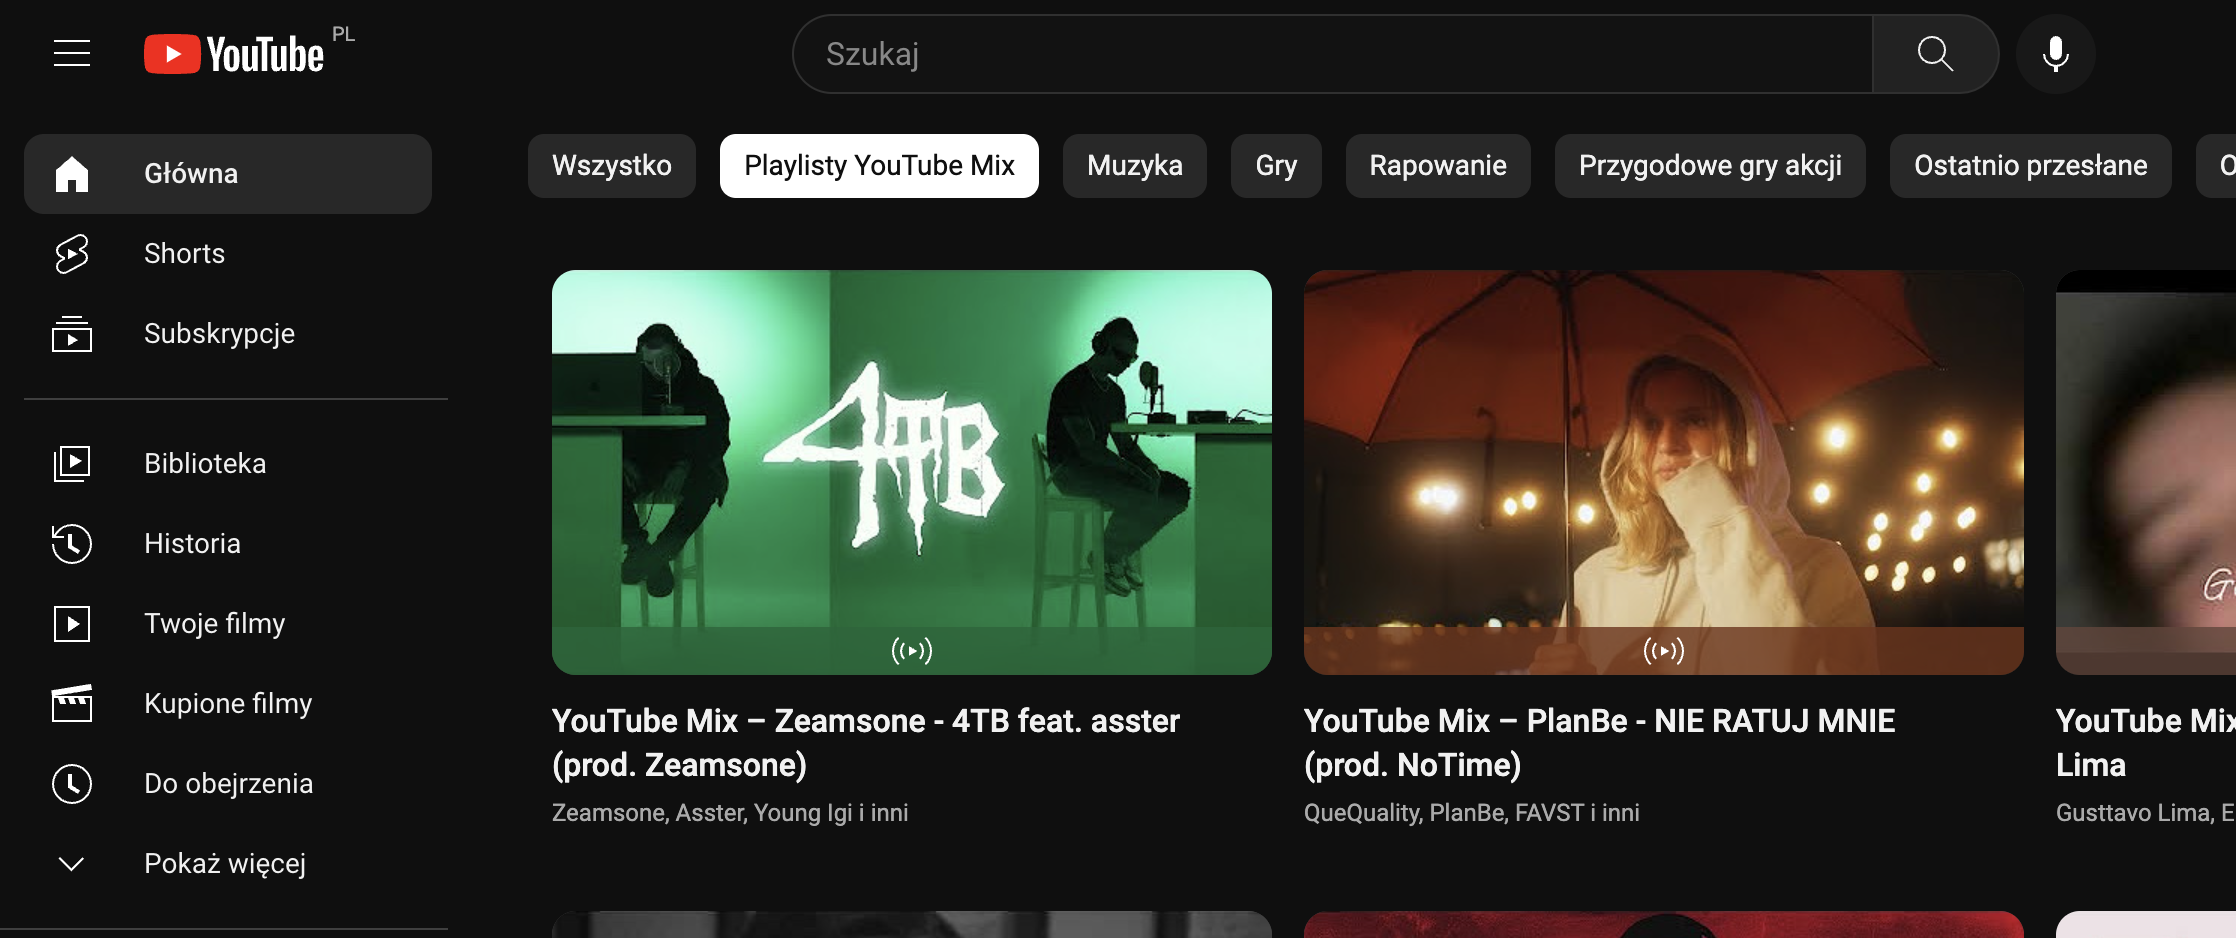 YouTube PL
Szukaj
Główna
Shorts
Subskrypcje
Biblioteka
Historia
Twoje filmy
Kupione filmy
Do obejrzenia
Pokaż więcej
Wszystko
Playlisty YouTube Mix
Muzyka
Gry
Rapowanie
Przygodowe gry akcji
Ostatnio przesłane
4TB
YouTube Mix – Zeamsone - 4TB feat. asster
(prod. Zeamsone)
Zeamsone, Asster, Young Igi i inni
YouTube Mix – PlanBe - NIE RATUJ MNIE
(prod. NoTime)
QueQuality, PlanBe, FAVST i inni
YouTube Mix
Lima
Gusttavo Lima,